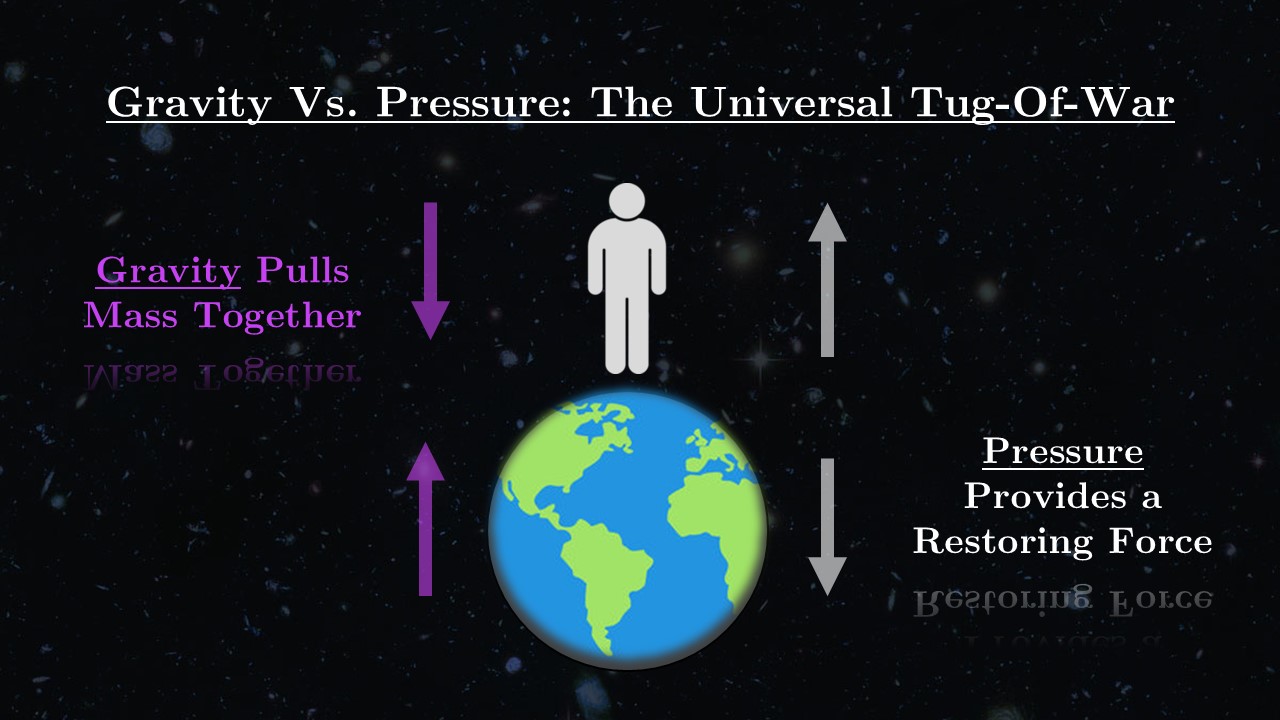 Gravity Vs. Pressure: The Universal Tug-Of-War
Gravity Pulls
Mass Together
Pressure
Provides a
Restoring Force